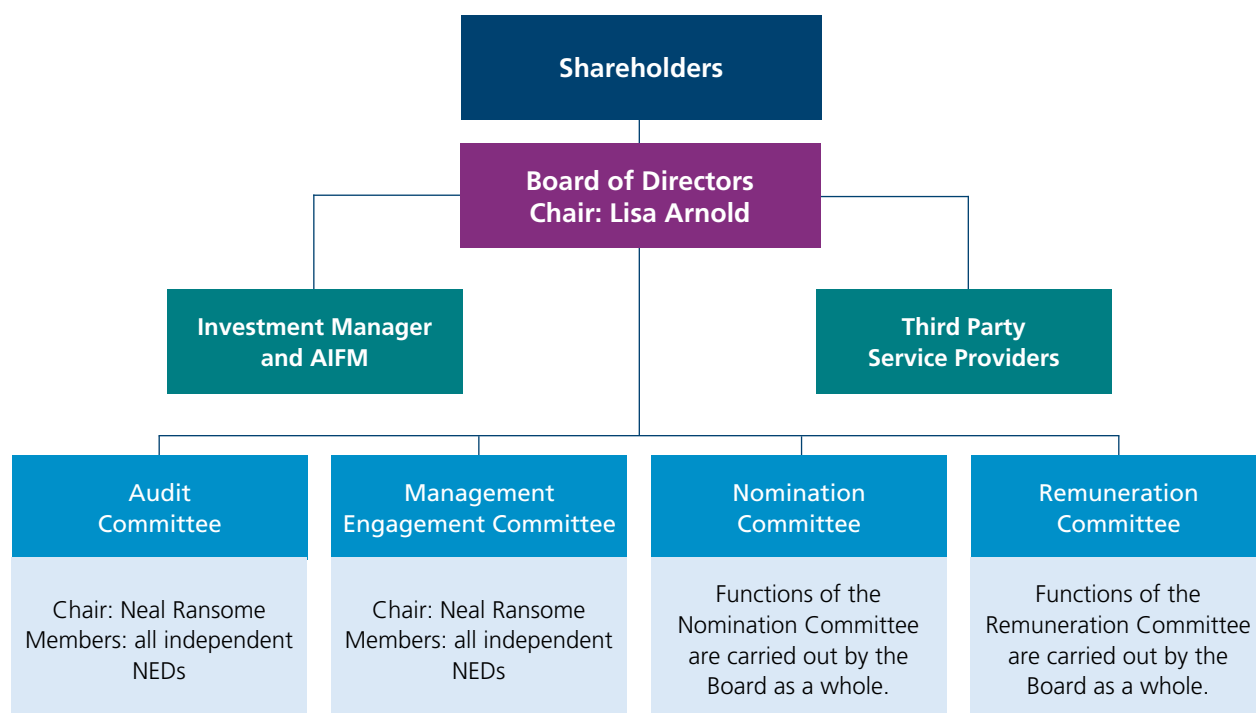 Shareholders
Board of Directors
Chair: Lisa Arnold
Investment Manager
and AIFM
Third Party
Service Providers
Audit
Committee
Chair: Neal Ransome
Members: all independent
NEDs
Management
Engagement Committee
Chair: Neal Ransome
Members: all independent
NEDs
Nomination
Committee
Functions of the
Nomination Committee
are carried out by the
Board as a whole.
Remuneration
Committee
Functions of the
Remuneration Committee
are carried out by the
Board as a whole.